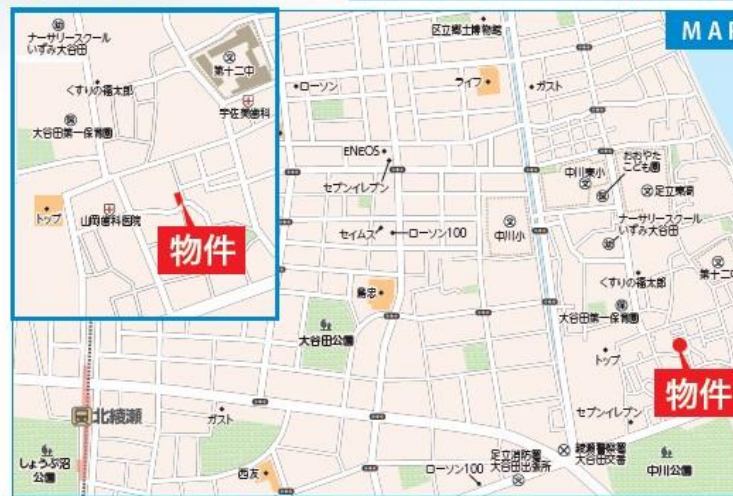 ナーサリースクール
いずみ大谷田
第十二中
くすりの福太郎
宇佐美歯科
大谷田第一保育園
トップ
山岡歯科医院
物件
MAP
区立郷土博物館
ローソン
ライフ
ガスト
ENEOS
セブンイレブン
中川東小
おおやた
こども園
足立東高
セイムス
ローソン100
中川小
ナーサリースクール
いずみ大谷田
くすりの福太郎
第十二中
島忠
大谷田公園
大谷田第一保育園
トップ
物件
北綾瀬
ガスト
セブンイレブン
しょうぶ沼
公園
西友
ローソン100
足立消防署
大谷田出張所
綾瀬警察署
大谷田交番
中川公園